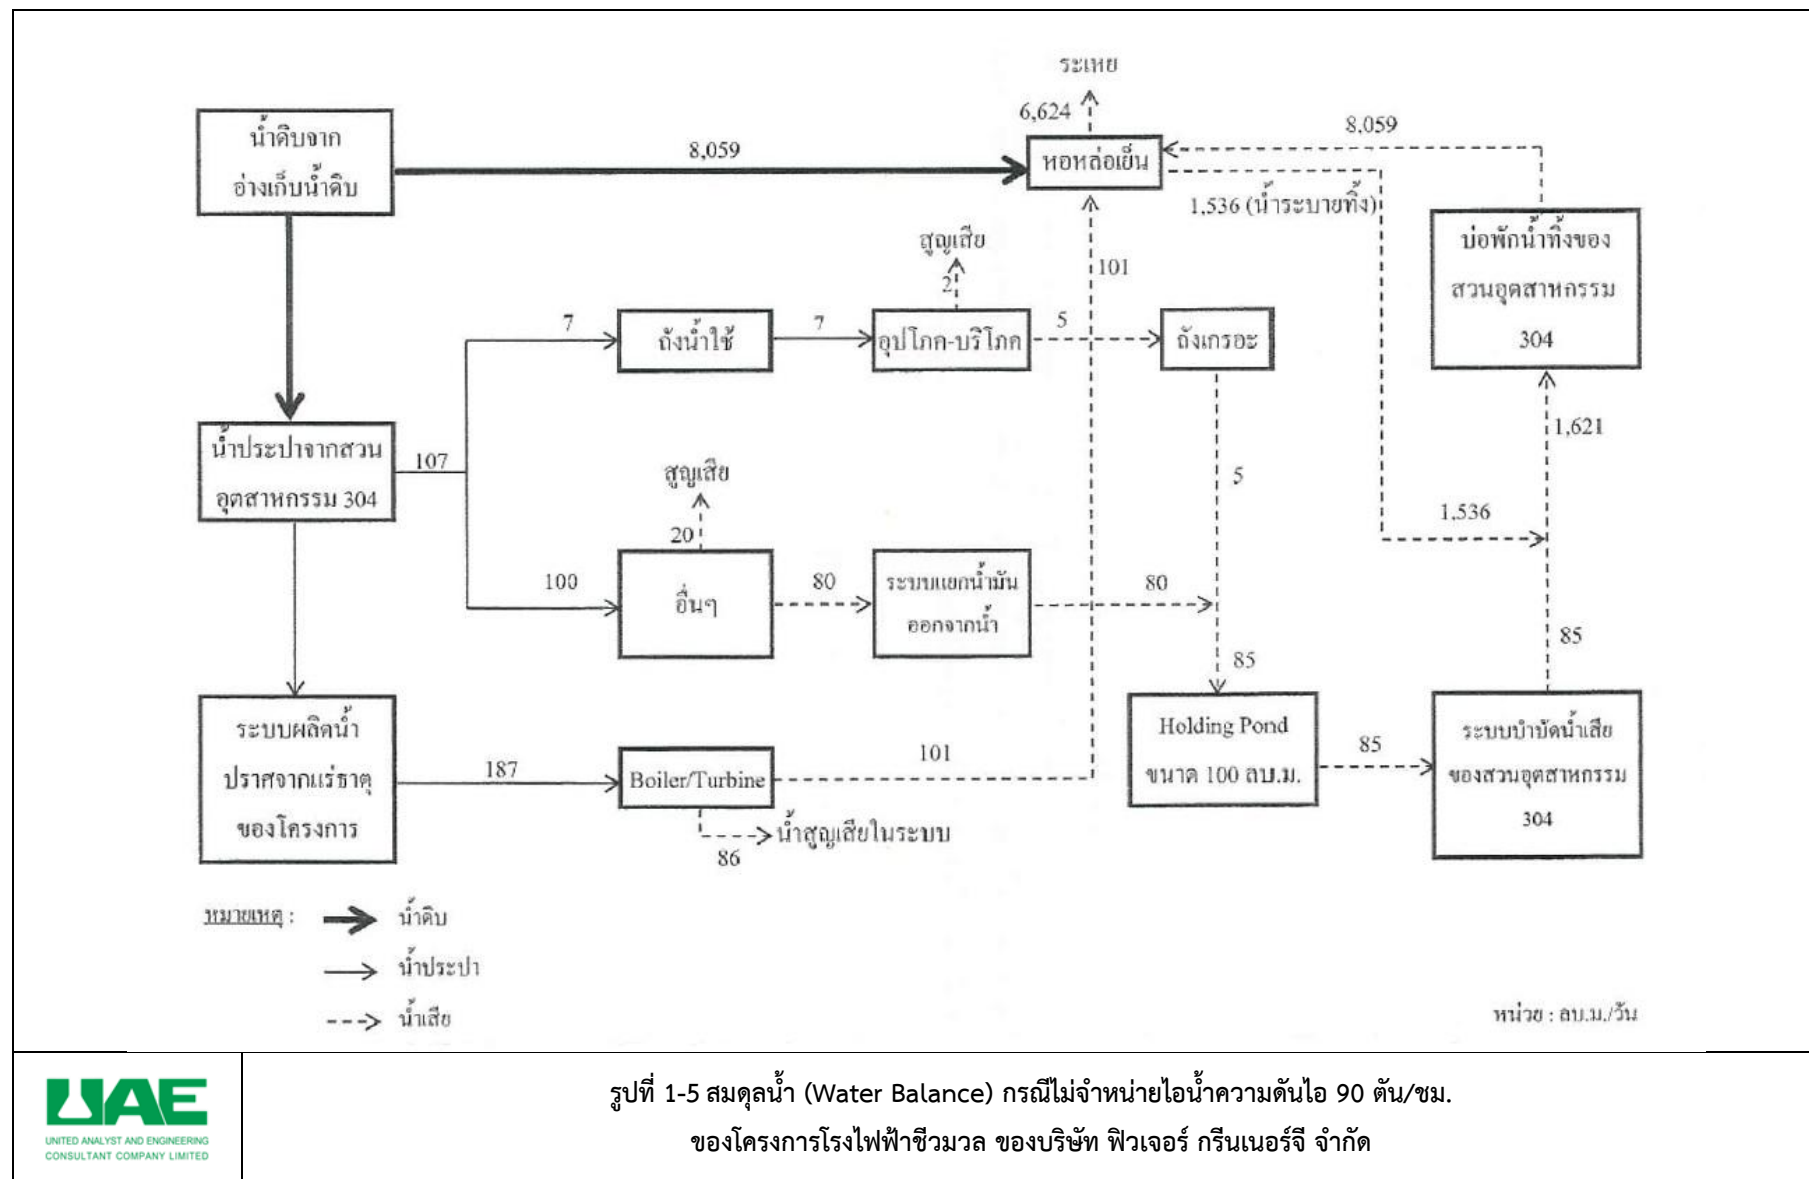 ระเหย
6,624
8,059
น้ำดิบจาก
อ่างเก็บน้ำดิบ
8,059
หอหล่อเย็น
1,536 (น้ำระบายทิ้ง)
บ่อพักน้ำทิ้งของ
สวนอุตสาหกรรม
304
สูญเสีย
2
101
7
ถังน้ำใช้
7
อุปโภค-บริโภค
5
ถังเกรอะ
1,621
น้ำประปาจากสวน
อุตสาหกรรม 304
107
สูญเสีย
20
5
1,536
100
อื่นๆ
80
ระบบแยกน้ำมัน
ออกจากน้ำ
80
85
85
ระบบผลิตน้ำ
ปราศจากแร่ธาตุ
ของโครงการ
187
Boiler/Turbine
101
น้ำสูญเสียในระบบ
86
Holding Pond
ขนาด 100 ลบ.ม.
85
ระบบบำบัดน้ำเสีย
ของสวนอุตสาหกรรม
304
หมายเหตุ :
น้ำดิบ
น้ำประปา
น้ำเสีย
หน่วย : ลบ.ม./วัน
UAE
UNITED ANALYST AND ENGINEERING
CONSULTANT COMPANY LIMITED
รูปที่ 1-5 สมดุลน้ำ (Water Balance) กรณีไม่จำหน่ายไอน้ำความดันไอ 90 ตัน/ชม.
ของโครงการโรงไฟฟ้าชีวมวล ของบริษัท ฟิวเจอร์ กรีนเนอร์จี จำกัด